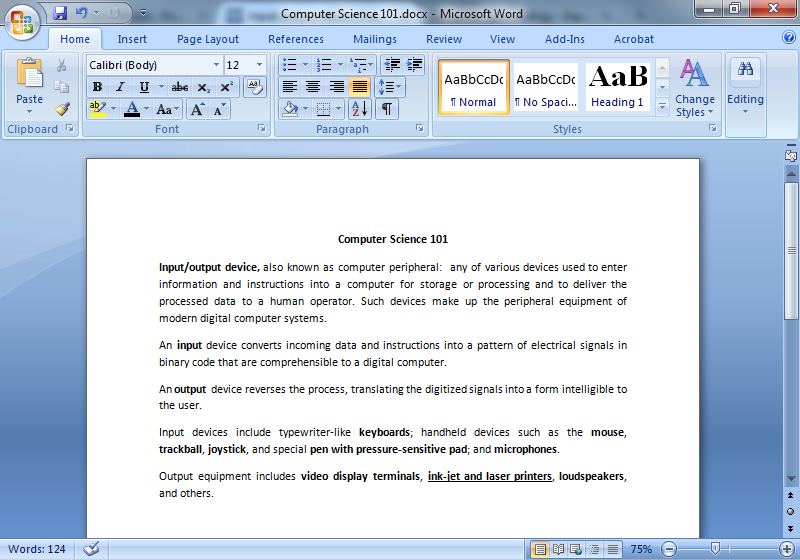 Computer Science 101.docx - Microsoft Word
Home Insert Page Layout References Mailings Review View Add-Ins Acrobat
Paste
Clipboard
Calibri (Body) 12
B I U abc x₂ x² Aa
ab A Aa A A
Font
A Z ¶
Paragraph
AaBbCcDc AaBbCcDc AaB
¶ Normal ¶ No Spaci... Heading 1
Change Styles
Styles
Editing
Computer Science 101
Input/output device, also known as computer peripheral: any of various devices used to enter
information and instructions into a computer for storage or processing and to deliver the
processed data to a human operator. Such devices make up the peripheral equipment of
modern digital computer systems.
An input device converts incoming data and instructions into a pattern of electrical signals in
binary code that are comprehensible to a digital computer.
An output device reverses the process, translating the digitized signals into a form intelligible to
the user.
Input devices include typewriter-like keyboards; handheld devices such as the mouse,
trackball, joystick, and special pen with pressure-sensitive pad; and microphones.
Output equipment includes video display terminals, ink-jet and laser printers, loudspeakers,
and others.
Words: 124 75%